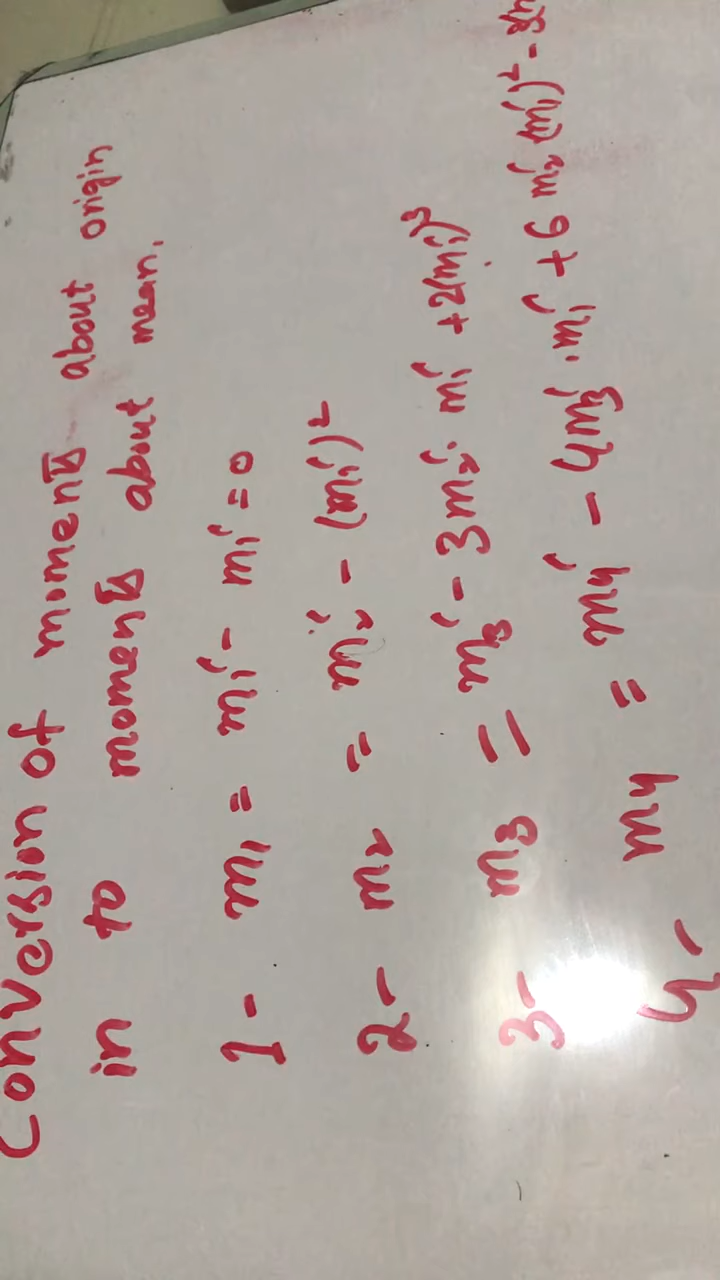 Conversion of moments about origin
in to moments about mean.
1- m₁ = m₁' - m₁' = 0
2- m₂ = m₂' - (m₁')²
3- m₃ = m₃' - 3m₂' m₁' + 2(m₁')³
4- m₄ = m₄' - 4m₃' m₁' + 6 m₂' (m₁')² -